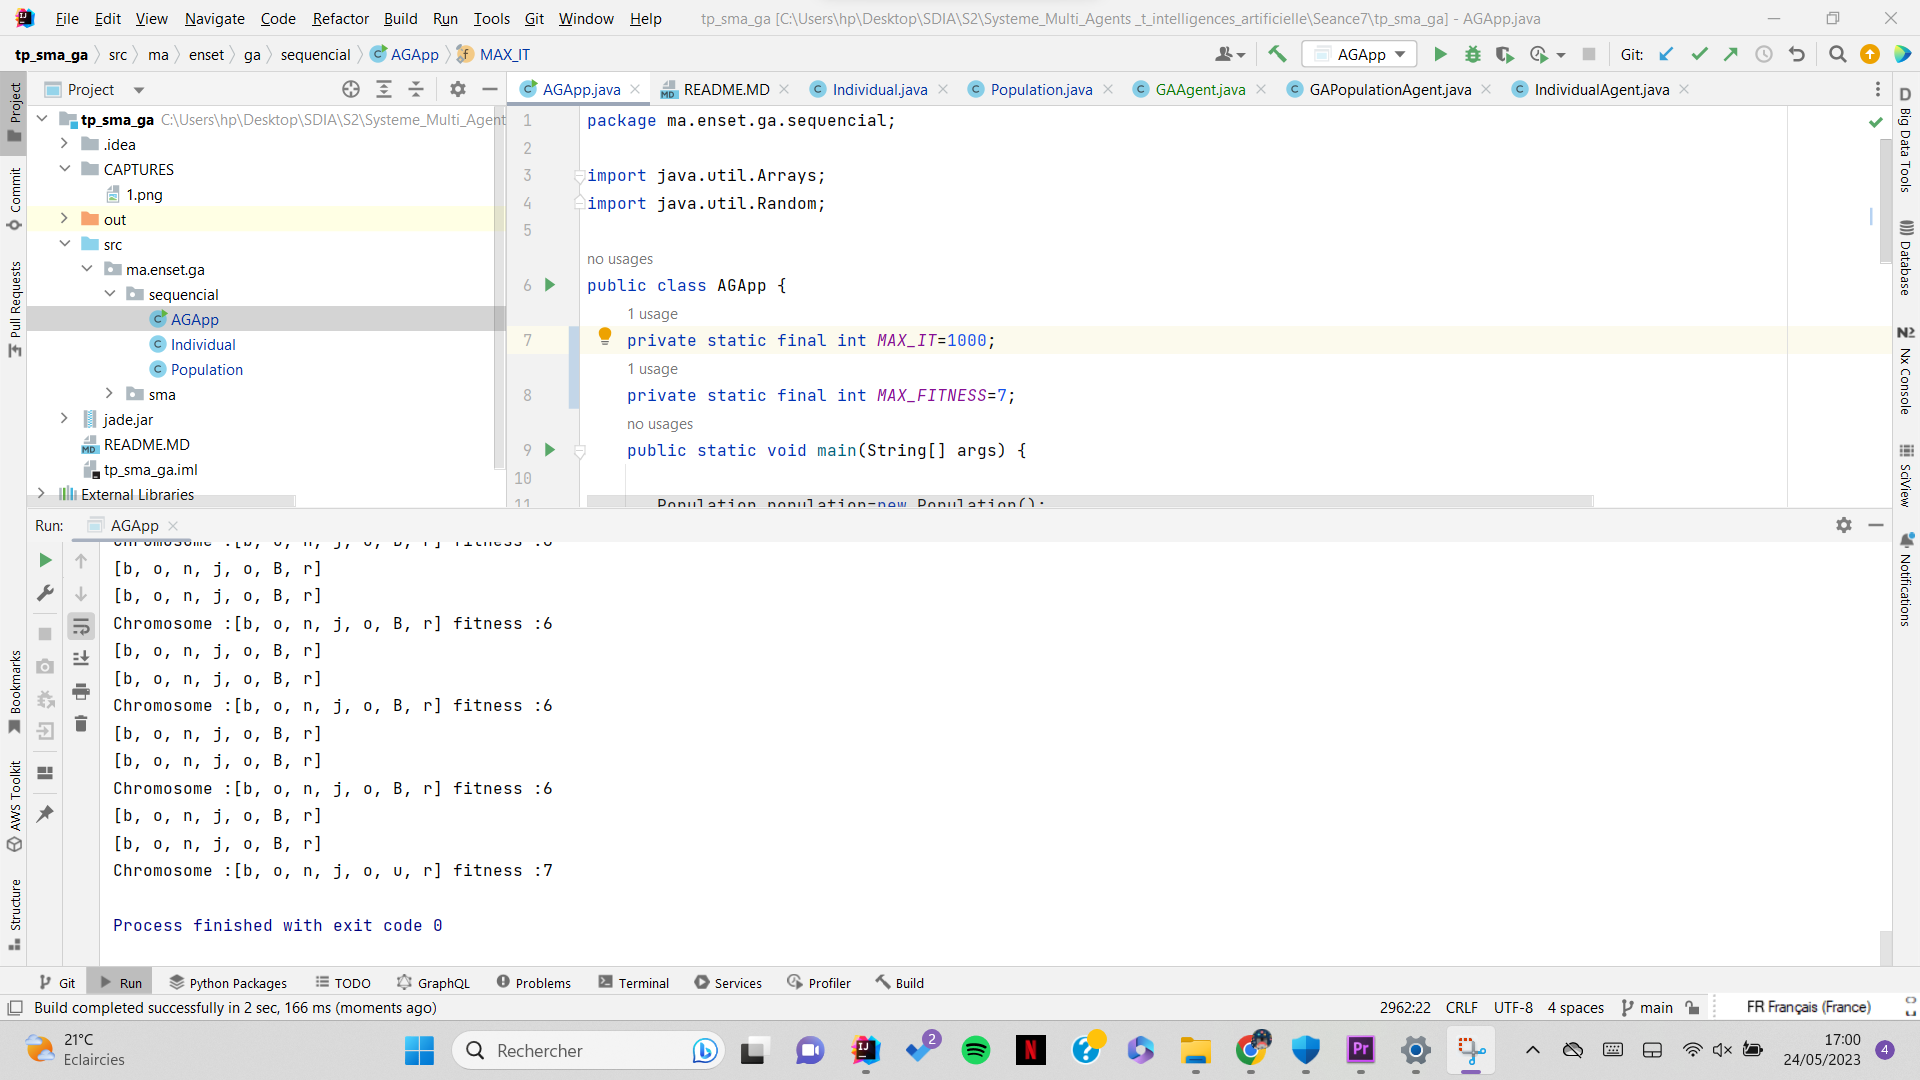 File Edit View Navigate Code Refactor Build Run Tools Git Window Help tp_sma_ga [C:\Users\hp\Desktop\SDIA\S2\Systeme_Multi_Agents _t_intelligences_artificielle\Seance7\tp_sma_ga] - AGApp.java
tp_sma_ga src ma enset ga sequencial AGApp MAX_IT AGApp Git:
Project
AGApp.java README.MD Individual.java Population.java GAAgent.java GAPopulationAgent.java IndividualAgent.java
tp_sma_ga C:\Users\hp\Desktop\SDIA\S2\Systeme_Multi_Agent
.idea
CAPTURES
1.png
out
src
ma.enset.ga
sequencial
AGApp
Individual
Population
sma
jade.jar
README.MD
tp_sma_ga.iml
External Libraries
1 package ma.enset.ga.sequencial;
2
3 import java.util.Arrays;
4 import java.util.Random;
5
no usages
6 public class AGApp {
1 usage
7 private static final int MAX_IT=1000;
1 usage
8 private static final int MAX_FITNESS=7;
no usages
9 public static void main(String[] args) {
10
11 Population population=new Population();
Project
Commit
Pull Requests
Bookmarks
AWS Toolkit
Structure
D
Big Data Tools
Database
Nx Console
SciView
Notifications
Run: AGApp
Chromosome :[b, o, n, j, o, B, r] fitness :6
[b, o, n, j, o, B, r]
[b, o, n, j, o, B, r]
Chromosome :[b, o, n, j, o, B, r] fitness :6
[b, o, n, j, o, B, r]
[b, o, n, j, o, B, r]
Chromosome :[b, o, n, j, o, B, r] fitness :6
[b, o, n, j, o, B, r]
[b, o, n, j, o, B, r]
Chromosome :[b, o, n, j, o, B, r] fitness :6
[b, o, n, j, o, B, r]
[b, o, n, j, o, B, r]
Chromosome :[b, o, n, j, o, u, r] fitness :7
Process finished with exit code 0
Git Run Python Packages TODO GraphQL Problems Terminal Services Profiler Build
Build completed successfully in 2 sec, 166 ms (moments ago) 2962:22 CRLF UTF-8 4 spaces main FR Français (France)
21°C
Eclaircies
Rechercher
2
17:00
24/05/2023
4